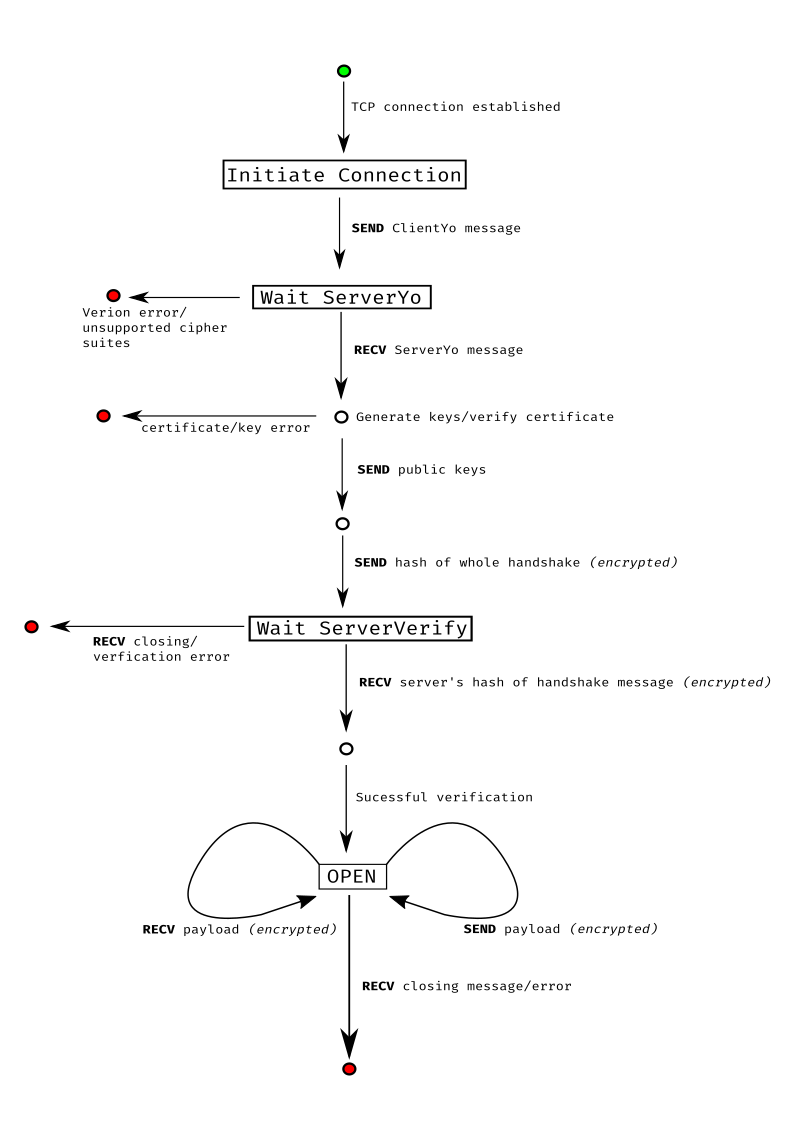 TCP connection established
Initiate Connection
SEND ClientYo message
Wait ServerYo
Verion error/
unsupported cipher
suites
RECV ServerYo message
Generate keys/verify certificate
certificate/key error
SEND public keys
SEND hash of whole handshake (encrypted)
Wait ServerVerify
RECV closing/
verfication error
RECV server's hash of handshake message (encrypted)
Sucessful verification
OPEN
RECV payload (encrypted)
SEND payload (encrypted)
RECV closing message/error